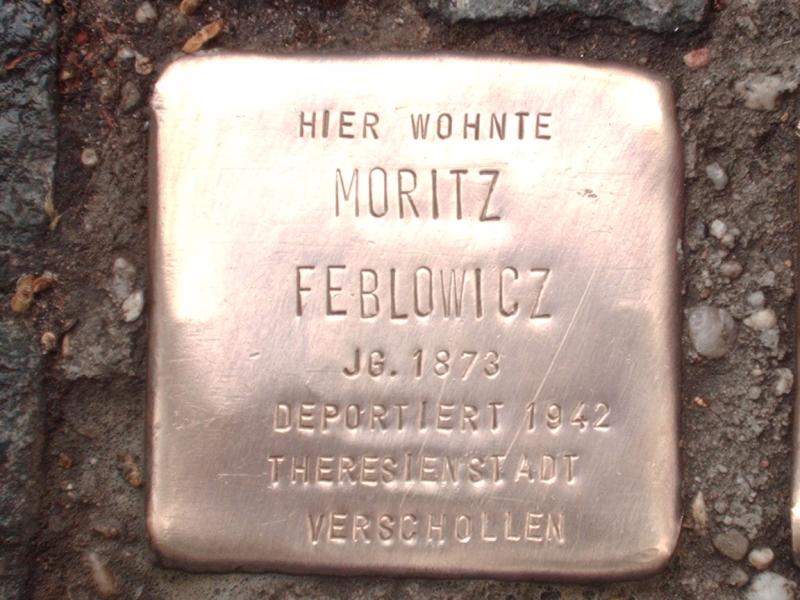 HIER WOHNTE
MORITZ
FEBLOWICZ
JG. 1873
DEPORTIERT 1942
THERESIENSTADT
VERSCHOLLEN